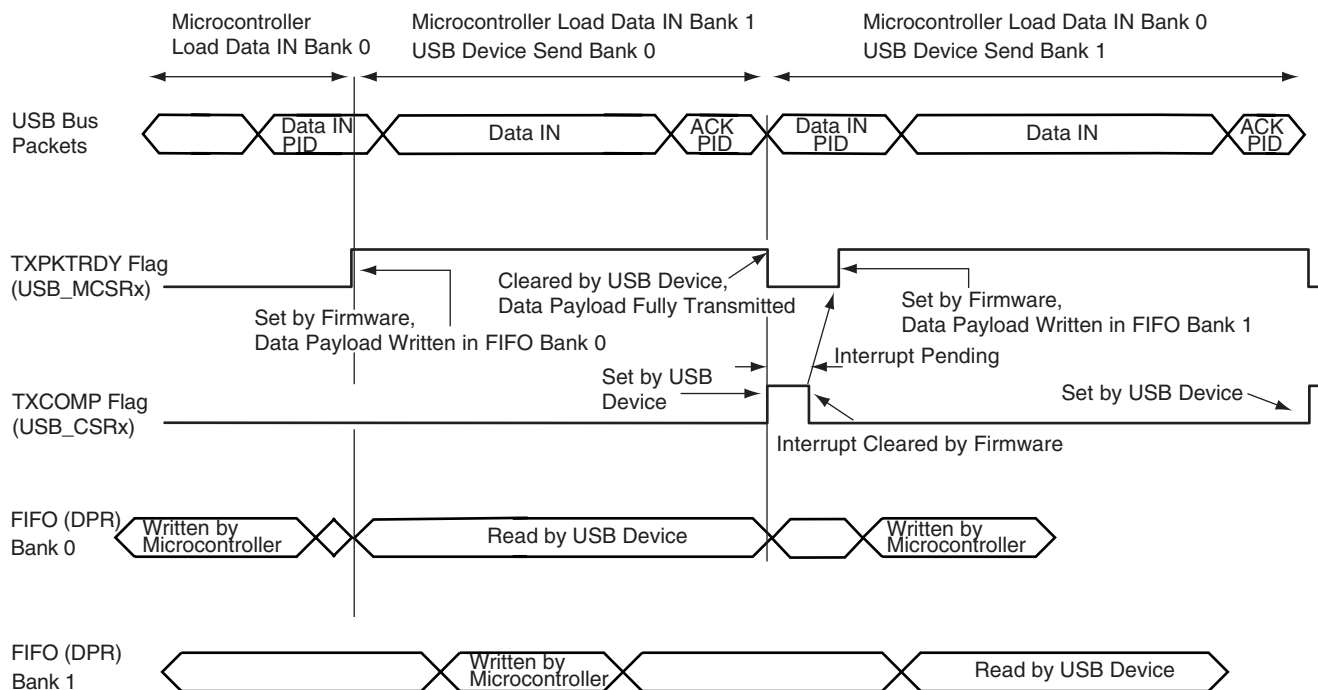 Microcontroller
Load Data IN Bank 0
Microcontroller Load Data IN Bank 1
USB Device Send Bank 0
Microcontroller Load Data IN Bank 0
USB Device Send Bank 1
USB Bus
Packets
Data IN
PID
Data IN
ACK
PID
Data IN
PID
Data IN
ACK
PID
TXPKTRDY Flag
(USB_MCSRx)
Set by Firmware,
Data Payload Written in FIFO Bank 0
Cleared by USB Device,
Data Payload Fully Transmitted
Set by Firmware,
Data Payload Written in FIFO Bank 1
Interrupt Pending
TXCOMP Flag
(USB_CSRx)
Set by USB
Device
Set by USB Device
Interrupt Cleared by Firmware
FIFO (DPR)
Bank 0
Written by
Microcontroller
Read by USB Device
Written by
Microcontroller
FIFO (DPR)
Bank 1
Written by
Microcontroller
Read by USB Device